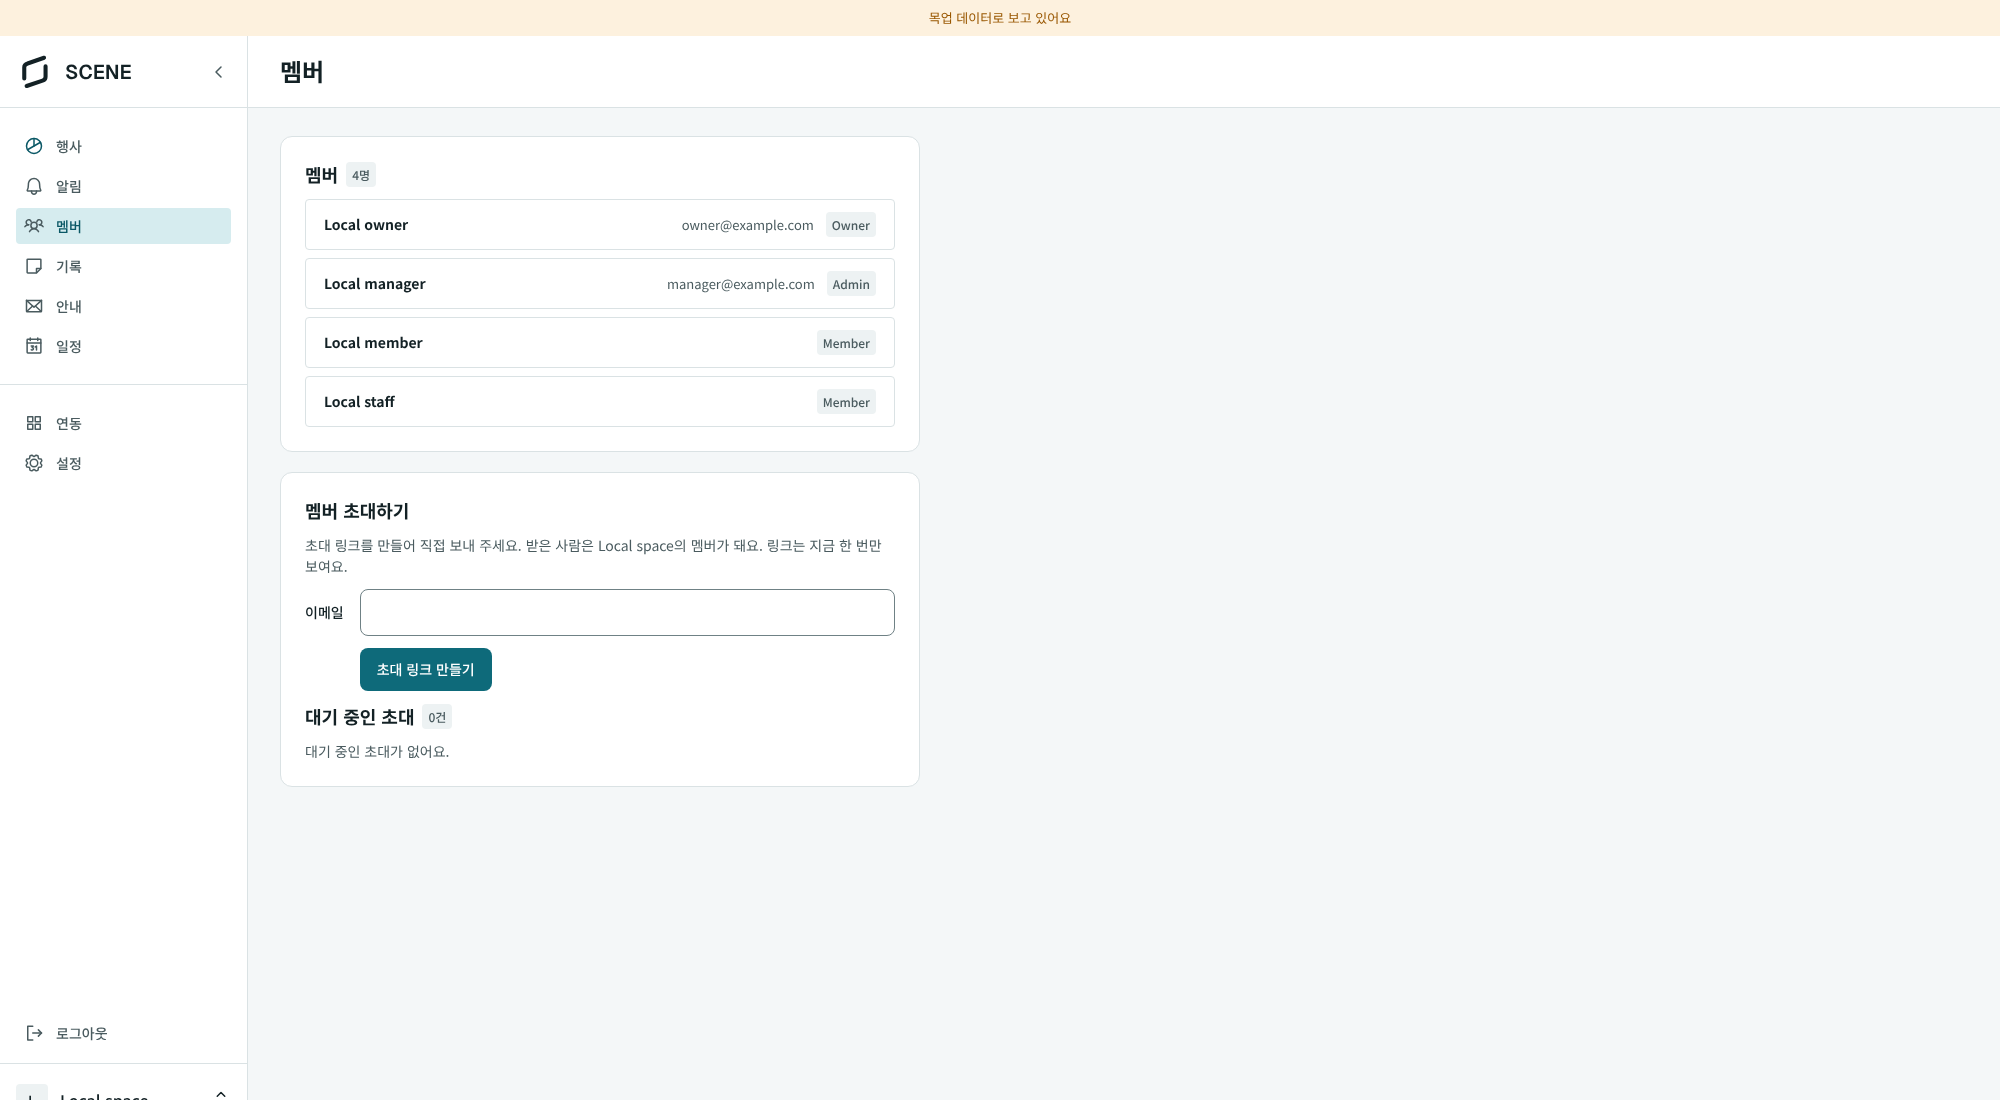 목업 데이터로 보고 있어요
SCENE
멤버
행사
알림
멤버
기록
안내
일정
연동
설정
로그아웃
Local space
멤버 4명
Local owner owner@example.com Owner
Local manager manager@example.com Admin
Local member Member
Local staff Member
멤버 초대하기
초대 링크를 만들어 직접 보내 주세요. 받은 사람은 Local space의 멤버가 돼요. 링크는 지금 한 번만
보여요.
이메일
초대 링크 만들기
대기 중인 초대 0건
대기 중인 초대가 없어요.